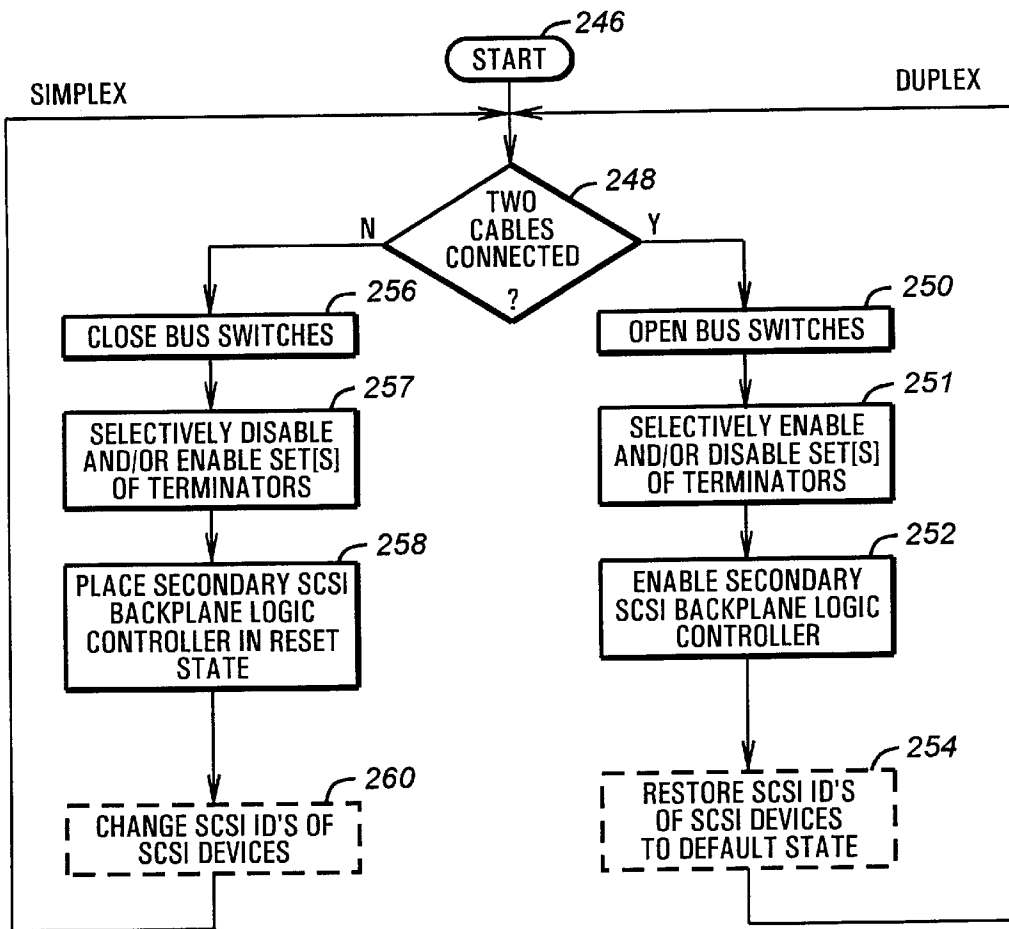 246
START
SIMPLEX
DUPLEX
248
TWO
CABLES
CONNECTED
?
N
Y
256
CLOSE BUS SWITCHES
250
OPEN BUS SWITCHES
257
SELECTIVELY DISABLE
AND/OR ENABLE SET[S]
OF TERMINATORS
251
SELECTIVELY ENABLE
AND/OR DISABLE SET[S]
OF TERMINATORS
258
PLACE SECONDARY SCSI
BACKPLANE LOGIC
CONTROLLER IN RESET
STATE
252
ENABLE SECONDARY
SCSI BACKPLANE LOGIC
CONTROLLER
260
CHANGE SCSI ID'S OF
SCSI DEVICES
254
RESTORE SCSI ID'S
OF SCSI DEVICES
TO DEFAULT STATE